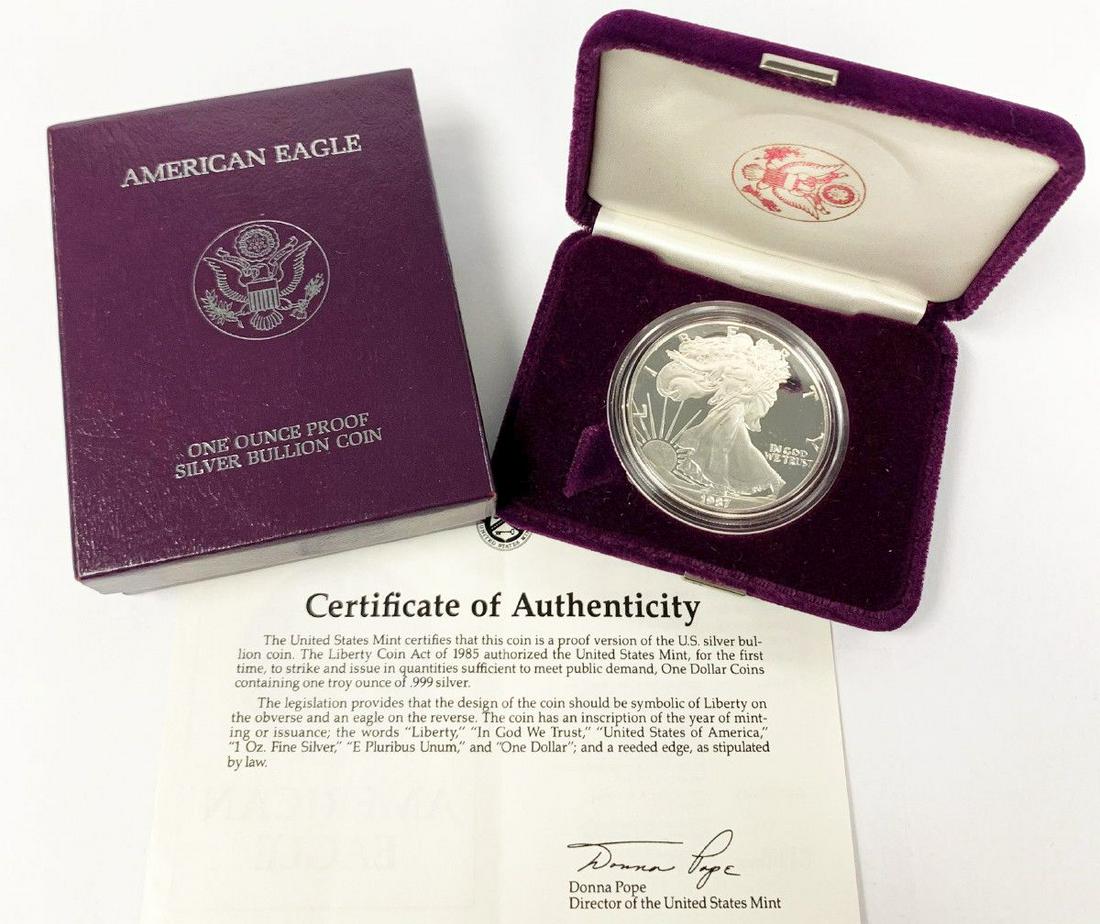 AMERICAN EAGLE
ONE OUNCE PROOF
SILVER BULLION COIN
LIBERTY
IN GOD
WE TRUST
1987
UNITED STATES
Certificate of Authenticity
The United States Mint certifies that this coin is a proof version of the U.S. silver bul-
lion coin. The Liberty Coin Act of 1985 authorized the United States Mint, for the first
time, to strike and issue in quantities sufficient to meet public demand, One Dollar Coins
containing one troy ounce of .999 silver.
The legislation provides that the design of the coin should be symbolic of Liberty on
the obverse and an eagle on the reverse. The coin has an inscription of the year of mint-
ing or issuance; the words "Liberty," "In God We Trust," "United States of America,"
"1 Oz. Fine Silver," "E Pluribus Unum," and "One Dollar"; and a reeded edge, as stipulated
by law.
AMERICAN
EAGLE
Donna Pope
Donna Pope
Director of the United States Mint